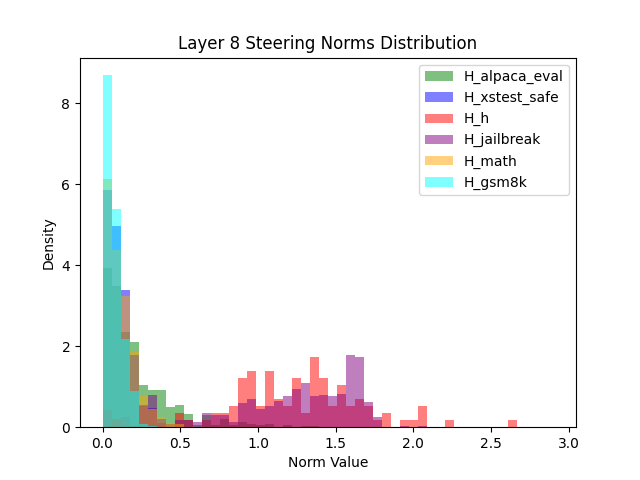 Layer 8 Steering Norms Distribution
H_alpaca_eval
H_xstest_safe
H_h
H_jailbreak
H_math
H_gsm8k
Density
8
6
4
2
0
0.0 0.5 1.0 1.5 2.0 2.5 3.0
Norm Value